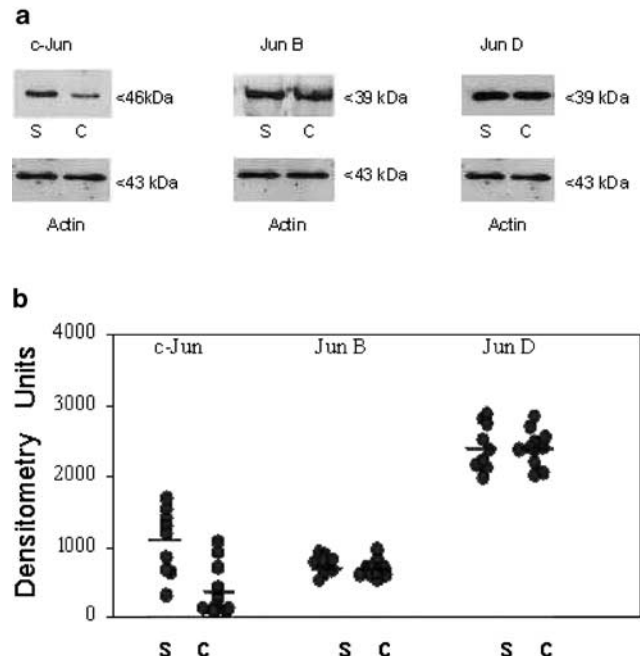 a
c-Jun Jun B Jun D
<46kDa <39 kDa <39 kDa
S C S C S C
<43 kDa <43 kDa <43 kDa
Actin Actin Actin
b
4000
3000
2000
1000
0
Densitometry Units
c-Jun Jun B Jun D
S C S C S C